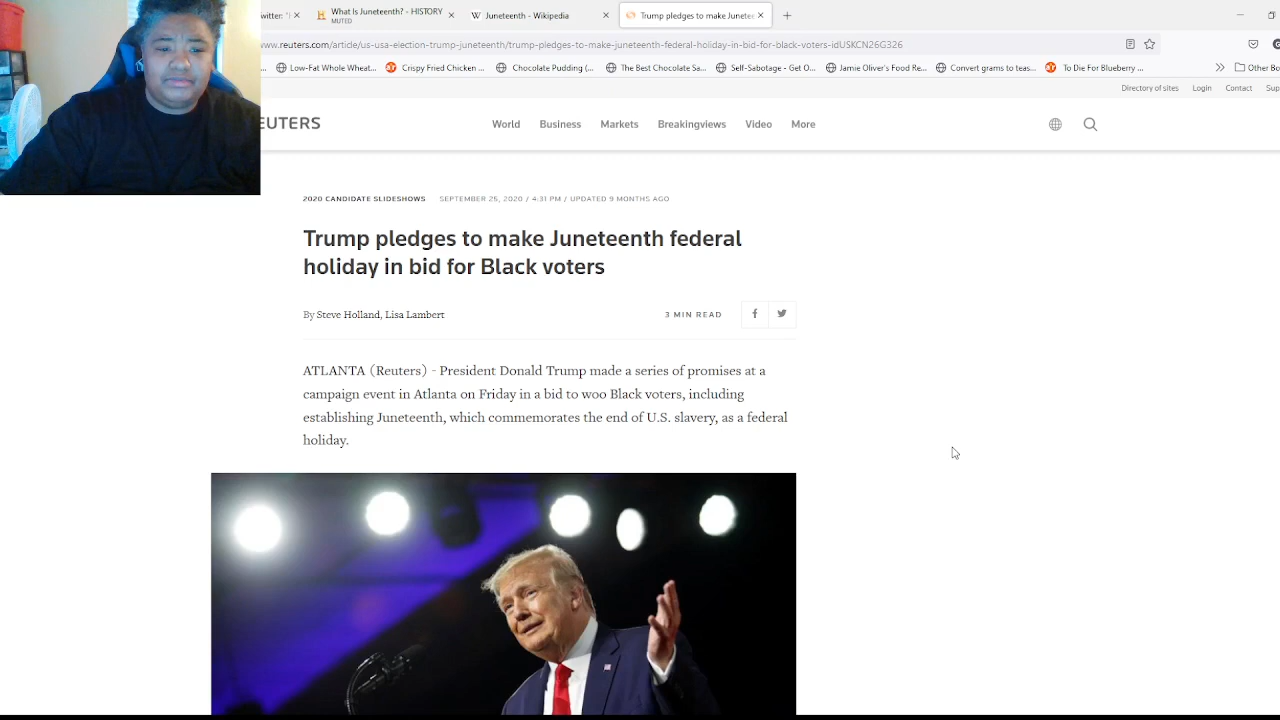 witter: "I
What Is Juneteenth? - HISTORY
MUTED
Juneteenth - Wikipedia
Trump pledges to make Junetee
ww.reuters.com/article/us-usa-election-trump-juneteenth/trump-pledges-to-make-juneteenth-federal-holiday-in-bid-for-black-voters-idUSKCN26G326
Low-Fat Whole Wheat...
Crispy Fried Chicken ...
Chocolate Pudding (...
The Best Chocolate Sa...
Self-Sabotage - Get O...
Jamie Oliver's Food Re...
Convert grams to teas...
To Die For Blueberry ...
Other Bo
Directory of sites
Login
Contact
Sup
EUTERS
World
Business
Markets
Breakingviews
Video
More
2020 CANDIDATE SLIDESHOWS
SEPTEMBER 25, 2020 / 4:31 PM / UPDATED 9 MONTHS AGO
Trump pledges to make Juneteenth federal
holiday in bid for Black voters
By Steve Holland, Lisa Lambert
3 MIN READ
ATLANTA (Reuters) - President Donald Trump made a series of promises at a
campaign event in Atlanta on Friday in a bid to woo Black voters, including
establishing Juneteenth, which commemorates the end of U.S. slavery, as a federal
holiday.